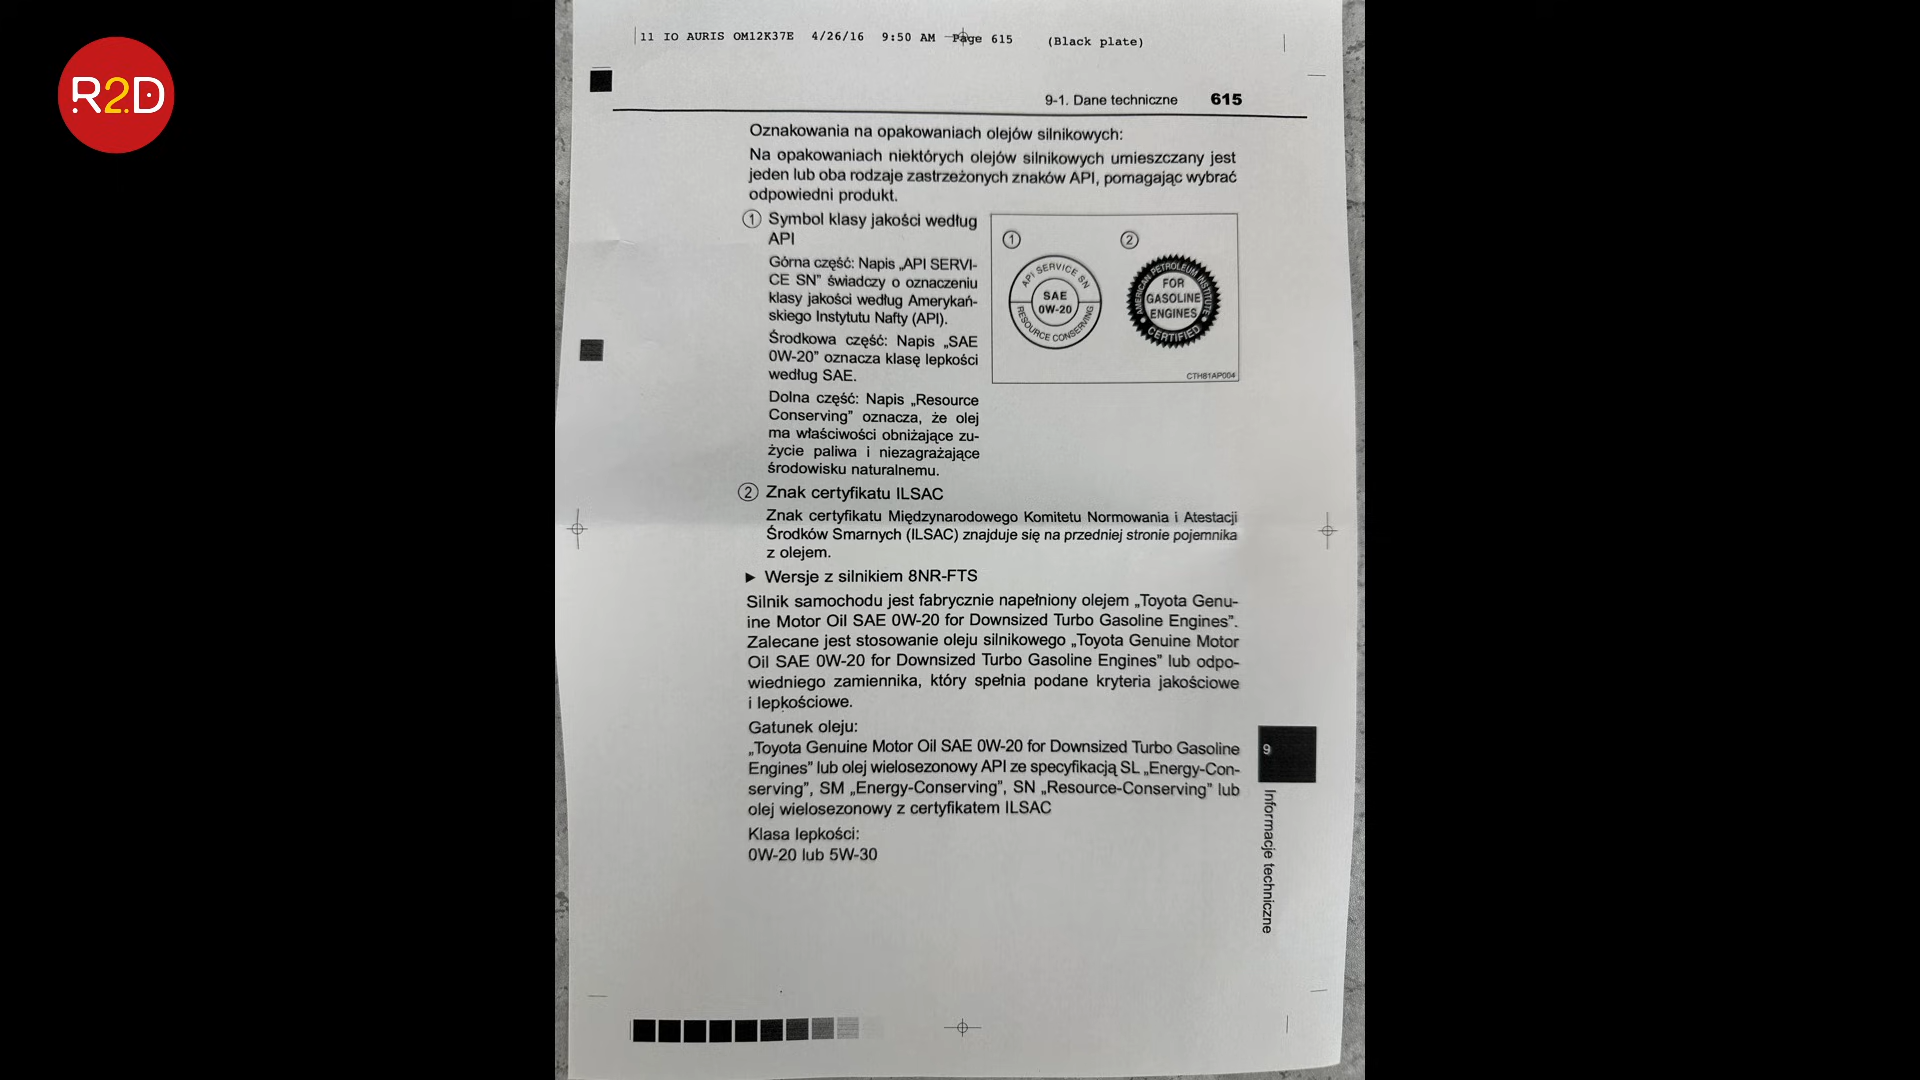 R2D
11 IO AURIS OM12K37E 4/26/16 9:50 AM Page 615 (Black plate)
9-1. Dane techniczne 615
Oznakowania na opakowaniach olejów silnikowych:
Na opakowaniach niektórych olejów silnikowych umieszczany jest
jeden lub oba rodzaje zastrzeżonych znaków API, pomagając wybrać
odpowiedni produkt.
① Symbol klasy jakości według
API
Górna część: Napis „API SERVI-
CE SN” świadczy o oznaczeniu
klasy jakości według Amerykań-
skiego Instytutu Nafty (API).
Środkowa część: Napis „SAE
0W-20” oznacza klasę lepkości
według SAE.
Dolna część: Napis „Resource
Conserving” oznacza, że olej
ma właściwości obniżające zu-
życie paliwa i niezagrażające
środowisku naturalnemu.
① ②
API SERVICE SN
SAE
0W-20
RESOURCE CONSERVING
AMERICAN PETROLEUM INSTITUTE
FOR
GASOLINE
ENGINES
CERTIFIED
CTH81AP004
② Znak certyfikatu ILSAC
Znak certyfikatu Międzynarodowego Komitetu Normowania i Atestacji
Środków Smarnych (ILSAC) znajduje się na przedniej stronie pojemnika
z olejem.
► Wersje z silnikiem 8NR-FTS
Silnik samochodu jest fabrycznie napełniony olejem „Toyota Genu-
ine Motor Oil SAE 0W-20 for Downsized Turbo Gasoline Engines”.
Zalecane jest stosowanie oleju silnikowego „Toyota Genuine Motor
Oil SAE 0W-20 for Downsized Turbo Gasoline Engines” lub odpo-
wiedniego zamiennika, który spełnia podane kryteria jakościowe
i lepkościowe.
Gatunek oleju:
„Toyota Genuine Motor Oil SAE 0W-20 for Downsized Turbo Gasoline
Engines” lub olej wielosezonowy API ze specyfikacją SL „Energy-Con-
serving”, SM „Energy-Conserving”, SN „Resource-Conserving” lub
olej wielosezonowy z certyfikatem ILSAC
Klasa lepkości:
0W-20 lub 5W-30
9
Informacje techniczne